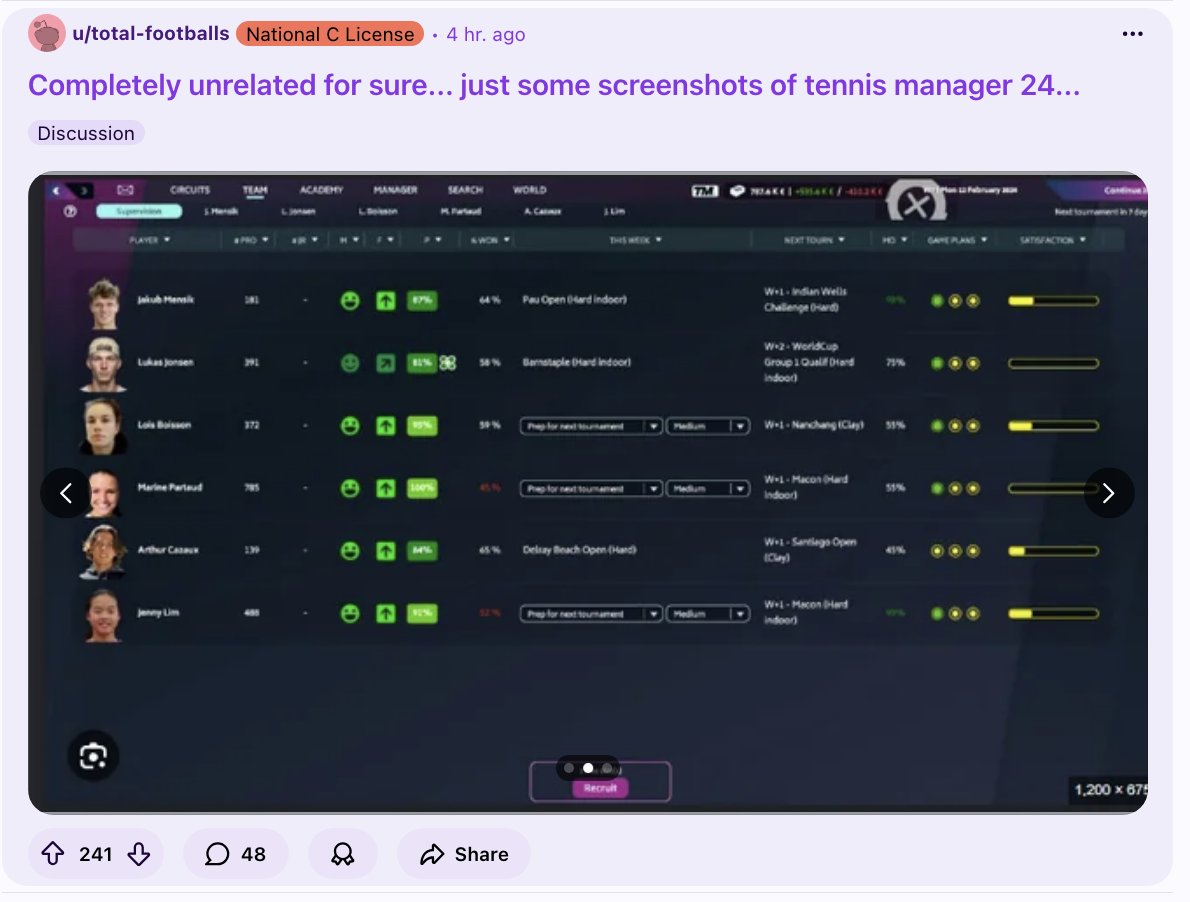 u/total-footballs National C License • 4 hr. ago
Completely unrelated for sure... just some screenshots of tennis manager 24...
Discussion
CIRCUITS TEAM ACADEMY MANAGER SEARCH WORLD TM Mon 12 February 2024 Continue
Supervision J. Mensik L. Jonsen L. Boisson M. Partaud A. Cazaux J. Lim Next tournament in 7 day
PLAYER # PRO # JR M F P % WON THIS WEEK NEXT TOURN MO GAME PLANS SATISFACTION
Jakub Mensik 181 - 87% 64% Pau Open (Hard indoor) W+1 - Indian Wells
Challenge (Hard)
Lukas Jonsen 391 - 81% 58% Barnstaple (Hard indoor) W+2 - WorldCup
Group 1 Qualif (Hard
indoor) 75%
Lois Boisson 372 - 95% 59% Prep for next tournament Medium W+1 - Nanchang (Clay) 55%
Marine Partaud 785 - 100% 45% Prep for next tournament Medium W+1 - Macon (Hard
indoor) 55%
Arthur Cazaux 139 - 84% 65% Delray Beach Open (Hard) W+1 - Santiago Open
(Clay) 45%
Jenny Lim 488 - 91% 52% Prep for next tournament Medium W+1 - Macon (Hard
indoor)
Recruit
1,200 × 675
241 48 Share